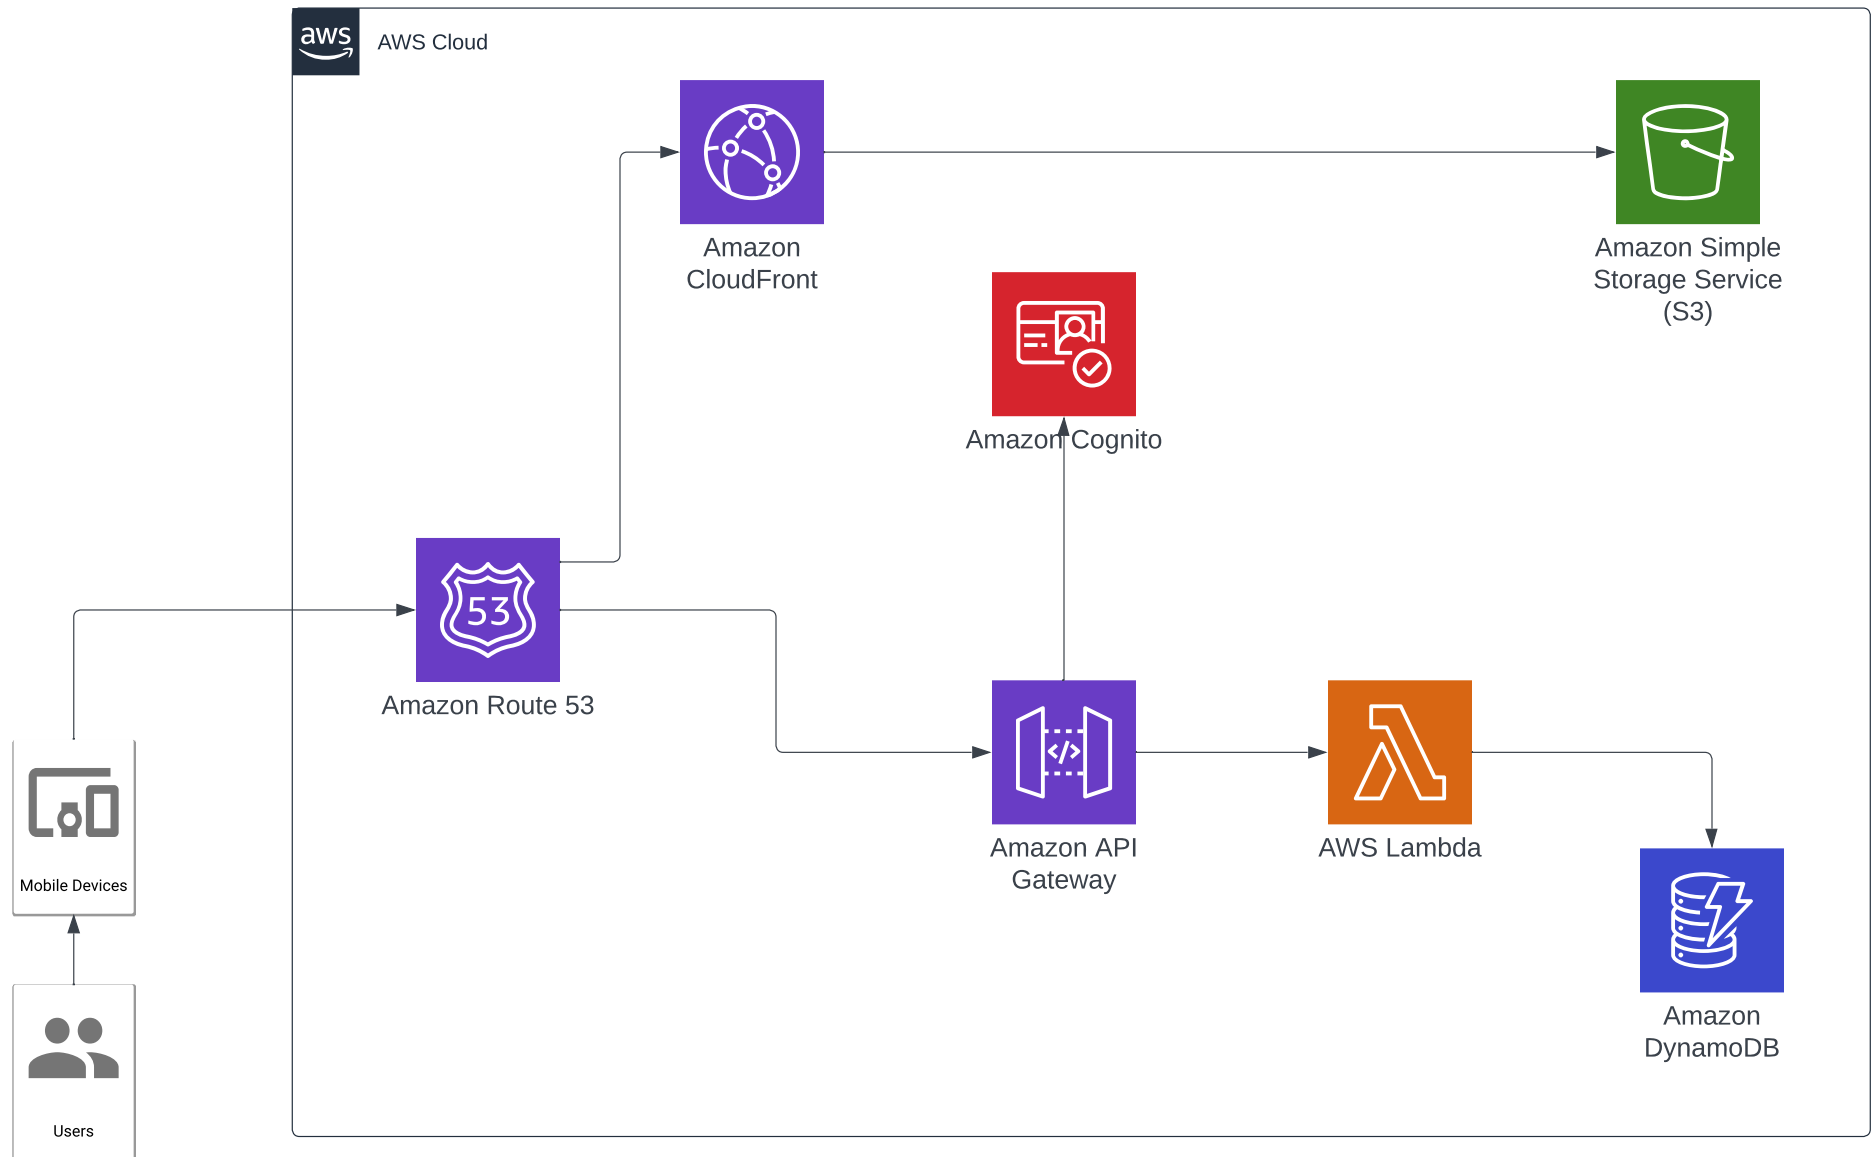 aws
AWS Cloud
Amazon
CloudFront
Amazon Simple
Storage Service
(S3)
Amazon Cognito
53
Amazon Route 53
Amazon API
Gateway
</>
AWS Lambda
Mobile Devices
Amazon
DynamoDB
Users